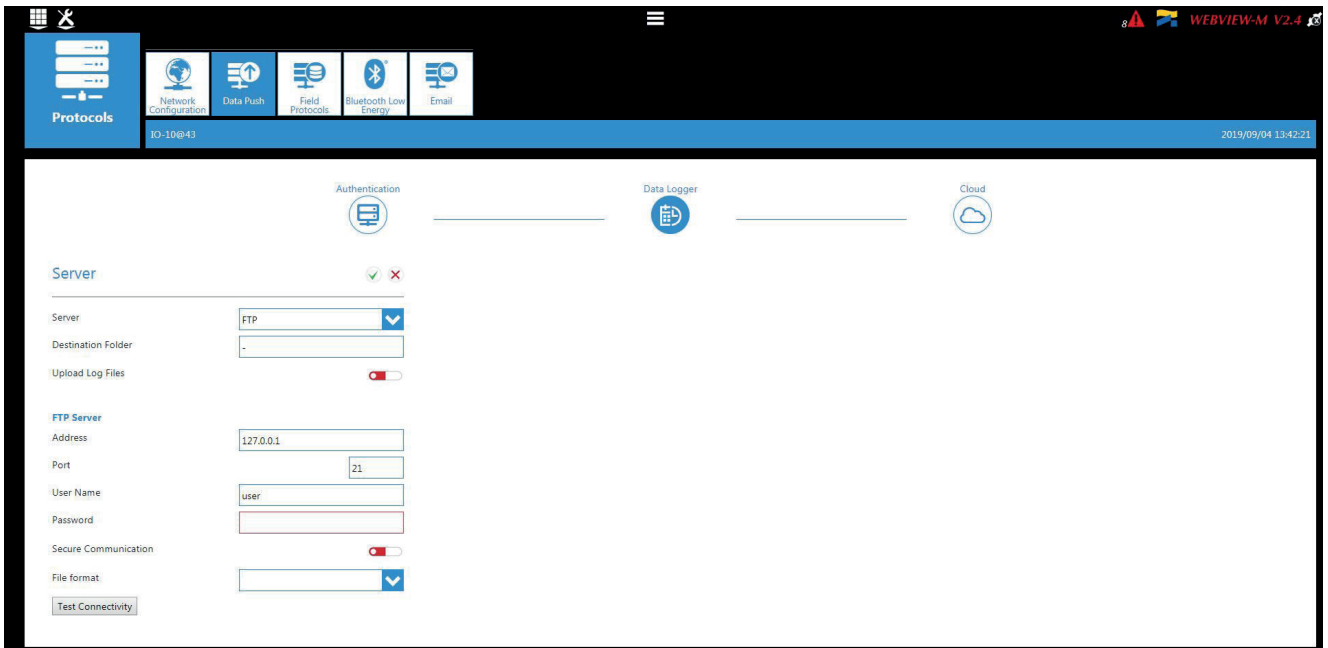 8 WEBVIEW-M V2.4
Protocols
Network Configuration
Data Push
Field Protocols
Bluetooth Low Energy
Email
IO-10@43 2019/09/04 13:42:21
Authentication Data Logger Cloud
Server
Server FTP
Destination Folder -
Upload Log Files
FTP Server
Address 127.0.0.1
Port 21
User Name user
Password
Secure Communication
File format
Test Connectivity